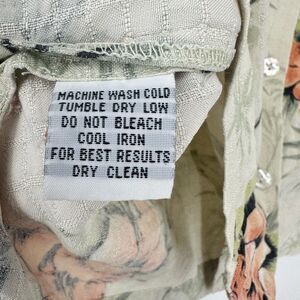 MACHINE WASH COLD
TUMBLE DRY LOW
DO NOT BLEACH
COOL IRON
FOR BEST RESULTS
DRY CLEAN